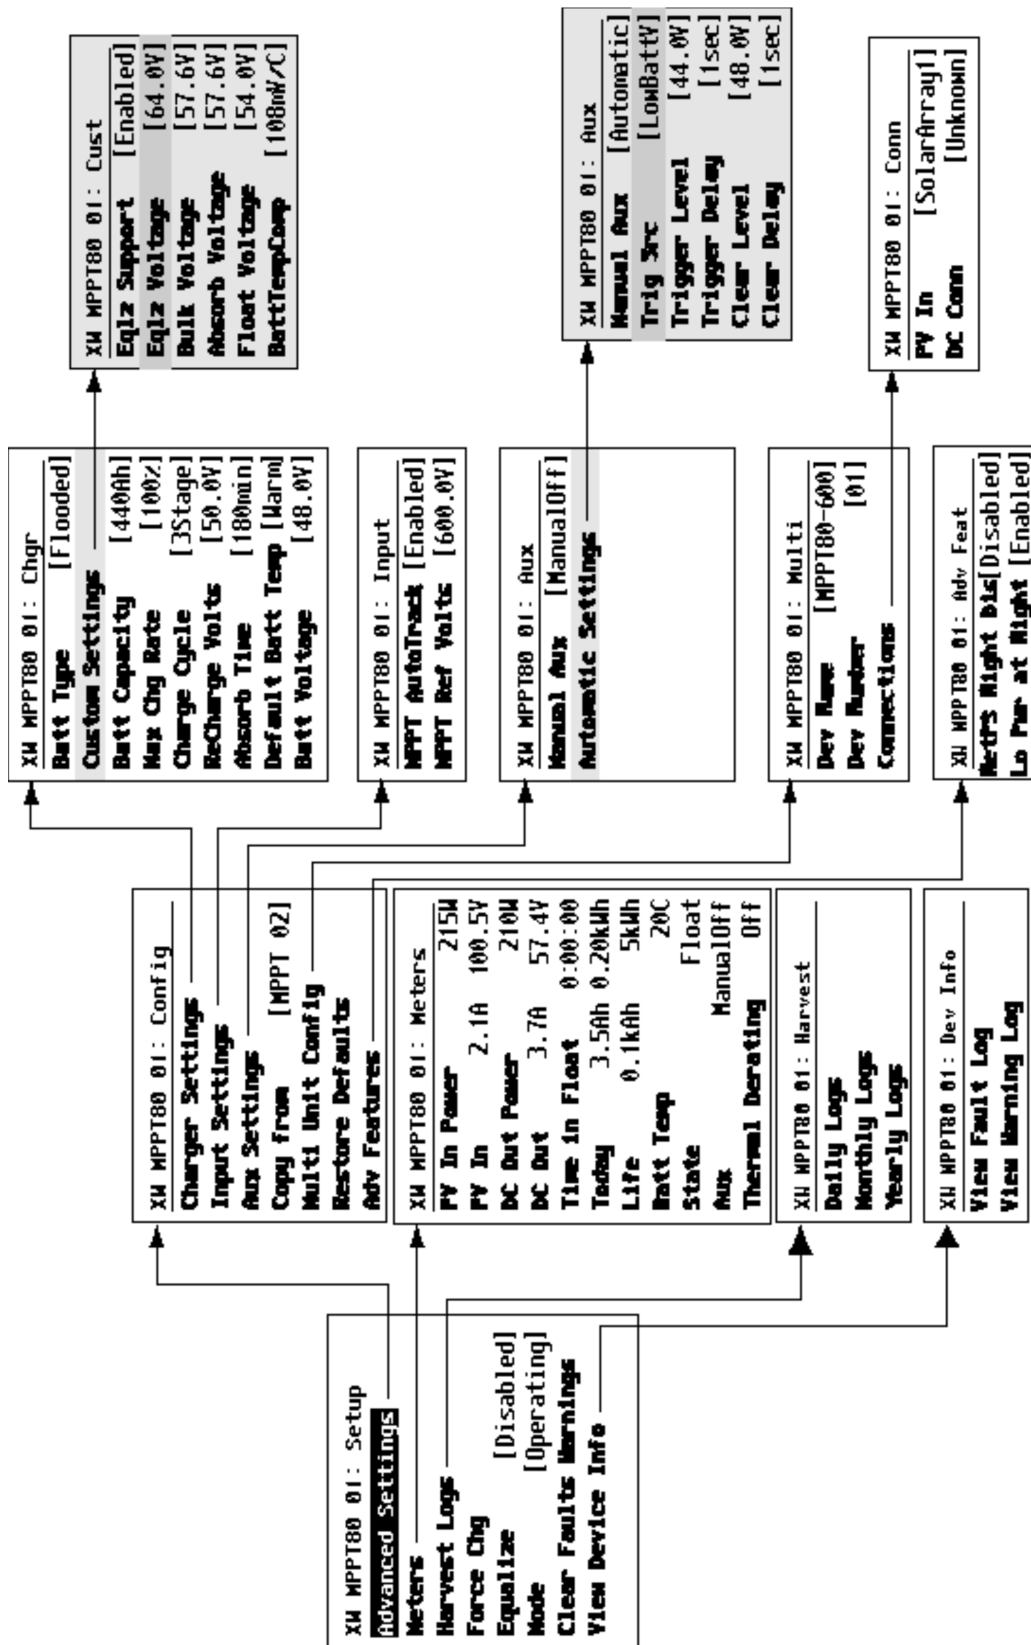 XW MPPT80 01: Setup
Advanced Settings
Meters
Harvest Logs
Force Chg
Equalize [Disabled]
Mode [Operating]
Clear Faults Warnings
View Device Info
XW MPPT80 01: Config
Charger Settings
Input Settings
Aux Settings
Copy from [MPPT 02]
Multi Unit Config
Restore Defaults
Adv Features
XW MPPT80 01: Meters
PV In Power 215W
PV In 2.1A 100.5V
DC Out Power 210W
DC Out 3.7A 57.4V
Time in Float 0:00:00
Today 3.5Ah 0.20kWh
Life 0.1kAh 5kWh
Batt Temp 20C
State Float
Aux ManualOff
Thermal Derating Off
XW MPPT80 01: Harvest
Daily Logs
Monthly Logs
Yearly Logs
XW MPPT80 01: Dev Info
View Fault Log
View Warning Log
XW MPPT80 01: Chgr
Batt Type [Flooded]
Custom Settings
Batt Capacity [440Ah]
Max Chg Rate [100%]
Charge Cycle [3Stage]
ReCharge Volts [50.0V]
Absorb Time [180min]
Default Batt Temp [Warm]
Batt Voltage [48.0V]
XW MPPT80 01: Input
MPPT AutoTrack [Enabled]
MPPT Ref Volts [600.0V]
XW MPPT80 01: Aux
Manual Aux [ManualOff]
Automatic Settings
XW MPPT80 01: Multi
Dev Name [MPPT80-600]
Dev Number [01]
Connections
XW MPPT80 01: Adv Feat
MPPT Night Dis[Disabled]
Lo Pwr at Night [Enabled]
XW MPPT80 01: Cust
Eqlz Support [Enabled]
Eqlz Voltage [64.0V]
Bulk Voltage [57.6V]
Absorb Voltage [57.6V]
Float Voltage [54.0V]
BattTempComp [108mV/C]
XW MPPT80 01: Aux
Manual Aux [Automatic]
Trig Src [LowBattV]
Trigger Level [44.0V]
Trigger Delay [1sec]
Clear Level [48.0V]
Clear Delay [1sec]
XW MPPT80 01: Conn
PV In [SolarArray1]
DC Conn [Unknown]